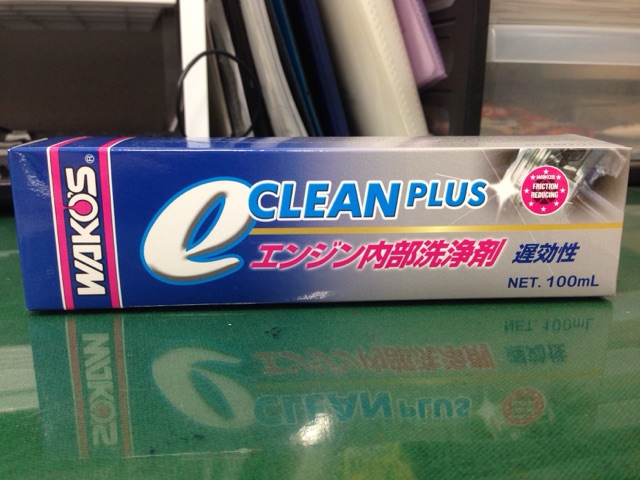 WAKO'S®
e CLEAN PLUS
エンジン内部洗浄剤 遅効性
NET. 100mL
WAKO'S
FRICTION
REDUCING